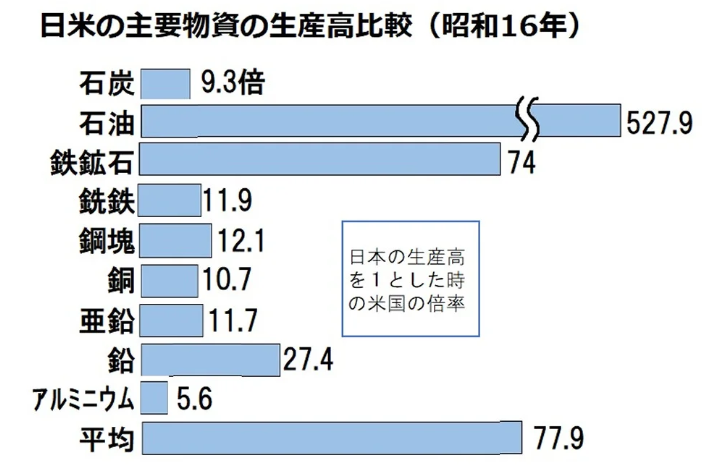 日米の主要物資の生産高比較（昭和16年）
石炭 9.3倍
石油 527.9
鉄鉱石 74
銑鉄 11.9
鋼塊 12.1
銅 10.7
亜鉛 11.7
鉛 27.4
アルミニウム 5.6
平均 77.9
日本の生産高
を１とした時
の米国の倍率